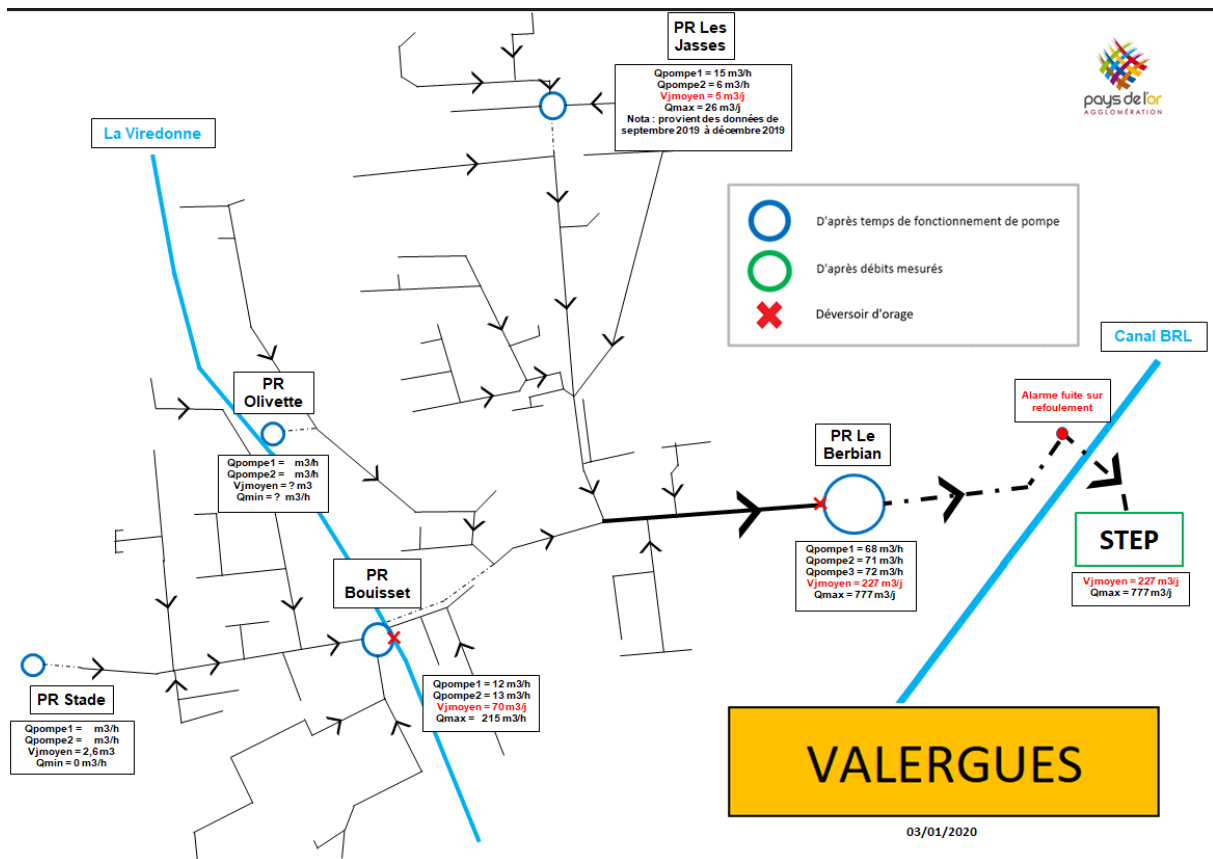 PR Les
Jasses
Qpompe1 = 15 m3/h
Qpompe2 = 6 m3/h
Vjmoyen = 5 m3/j
Qmax = 26 m3/j
Nota : provient des données de
septembre 2019 à décembre 2019
pays de l'or
AGGLOMÉRATION
La Viredonne
D'après temps de fonctionnement de pompe
D'après débits mesurés
Déversoir d'orage
Canal BRL
PR
Olivette
Qpompe1 = m3/h
Qpompe2 = m3/h
Vjmoyen = ? m3
Qmin = ? m3/h
Alarme fuite sur
refoulement
PR Le
Berbian
Qpompe1 = 68 m3/h
Qpompe2 = 71 m3/h
Qpompe3 = 72 m3/h
Vjmoyen = 227 m3/j
Qmax = 777 m3/j
STEP
Vjmoyen = 227 m3/j
Qmax = 777 m3/j
PR
Bouisset
Qpompe1 = 12 m3/h
Qpompe2 = 13 m3/h
Vjmoyen = 70 m3/j
Qmax = 215 m3/h
PR Stade
Qpompe1 = m3/h
Qpompe2 = m3/h
Vjmoyen = 2,6 m3
Qmin = 0 m3/h
VALERGUES
03/01/2020